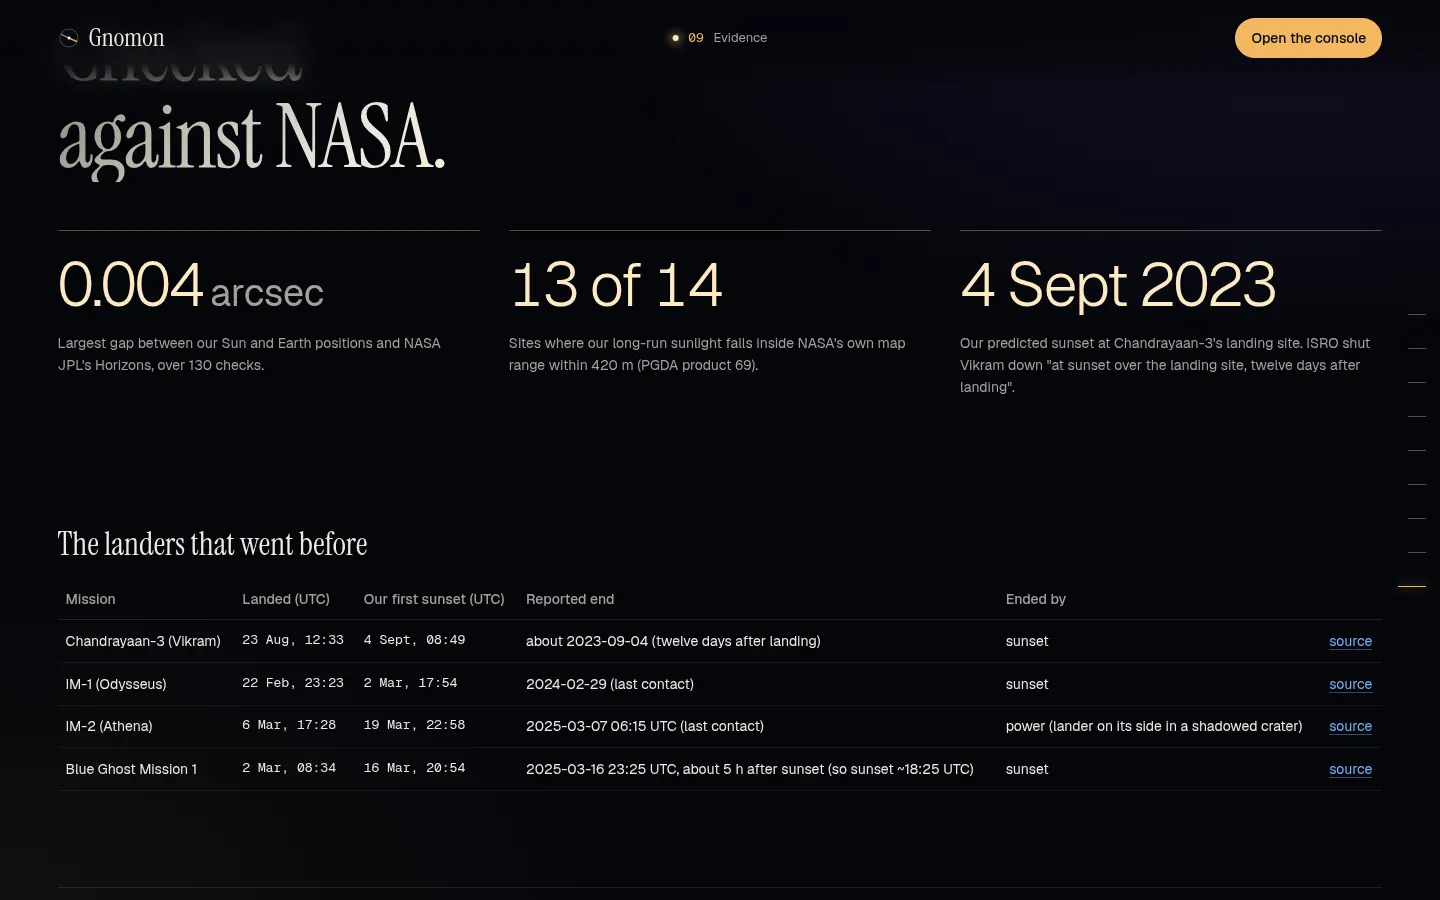 Gnomon
09 Evidence
Open the console
Checked
against NASA.
0.004 arcsec
Largest gap between our Sun and Earth positions and NASA
JPL's Horizons, over 130 checks.
13 of 14
Sites where our long-run sunlight falls inside NASA's own map
range within 420 m (PGDA product 69).
4 Sept 2023
Our predicted sunset at Chandrayaan-3's landing site. ISRO shut
Vikram down "at sunset over the landing site, twelve days after
landing".
The landers that went before
Mission Landed (UTC) Our first sunset (UTC) Reported end Ended by
Chandrayaan-3 (Vikram) 23 Aug, 12:33 4 Sept, 08:49 about 2023-09-04 (twelve days after landing) sunset source
IM-1 (Odysseus) 22 Feb, 23:23 2 Mar, 17:54 2024-02-29 (last contact) sunset source
IM-2 (Athena) 6 Mar, 17:28 19 Mar, 22:58 2025-03-07 06:15 UTC (last contact) power (lander on its side in a shadowed crater) source
Blue Ghost Mission 1 2 Mar, 08:34 16 Mar, 20:54 2025-03-16 23:25 UTC, about 5 h after sunset (so sunset ~18:25 UTC) sunset source